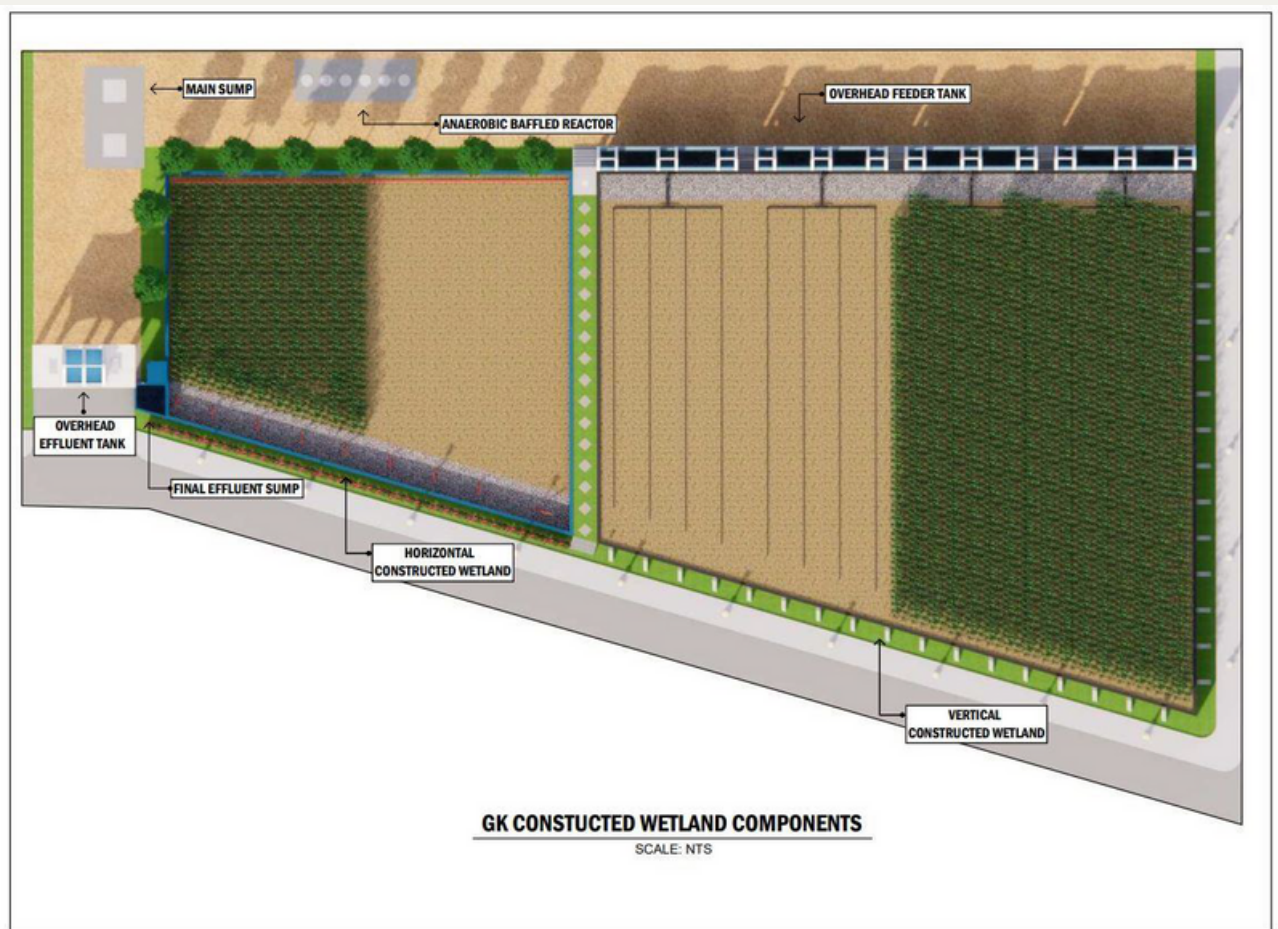 MAIN SUMP
ANAEROBIC BAFFLED REACTOR
OVERHEAD FEEDER TANK
OVERHEAD
EFFLUENT TANK
FINAL EFFLUENT SUMP
HORIZONTAL
CONSTRUCTED WETLAND
VERTICAL
CONSTRUCTED WETLAND
GK CONSTUCTED WETLAND COMPONENTS
SCALE: NTS